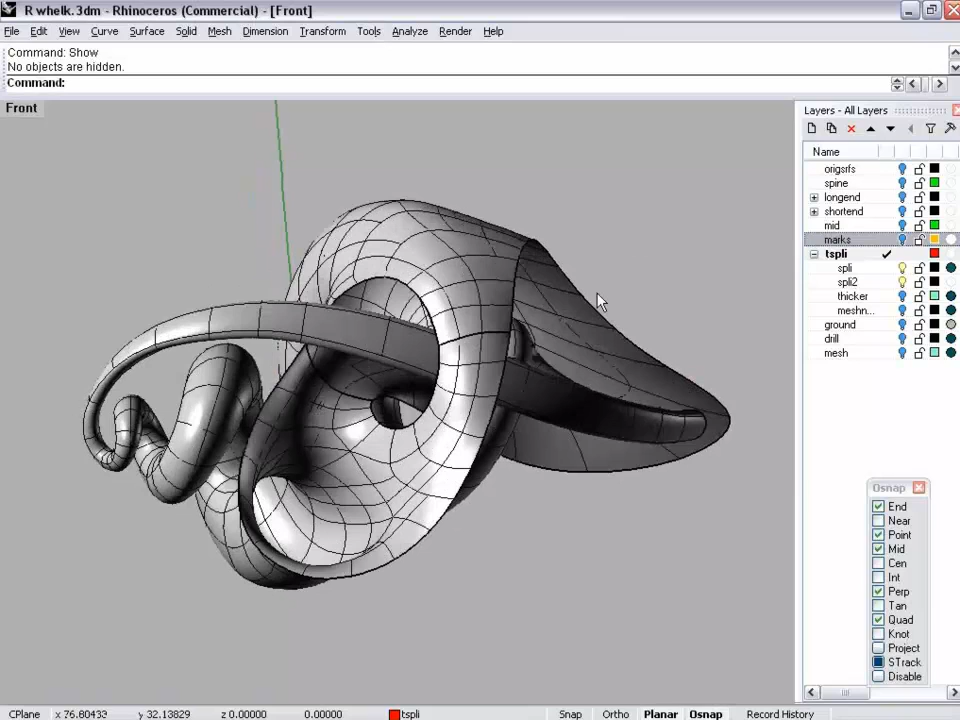 R whelk.3dm - Rhinoceros (Commercial) - [Front]
File Edit View Curve Surface Solid Mesh Dimension Transform Tools Analyze Render Help
Command: Show
No objects are hidden.
Command:
Front
Layers - All Layers
Name
origsrfs
spine
longend
shortend
mid
marks
tspli
spli
spli2
thicker
meshn...
ground
drill
mesh
Osnap
End
Near
Point
Mid
Cen
Int
Perp
Tan
Quad
Knot
Project
STrack
Disable
CPlane x 76.80433 y 32.13829 z 0.00000 0.00000 tspli Snap Ortho Planar Osnap Record History